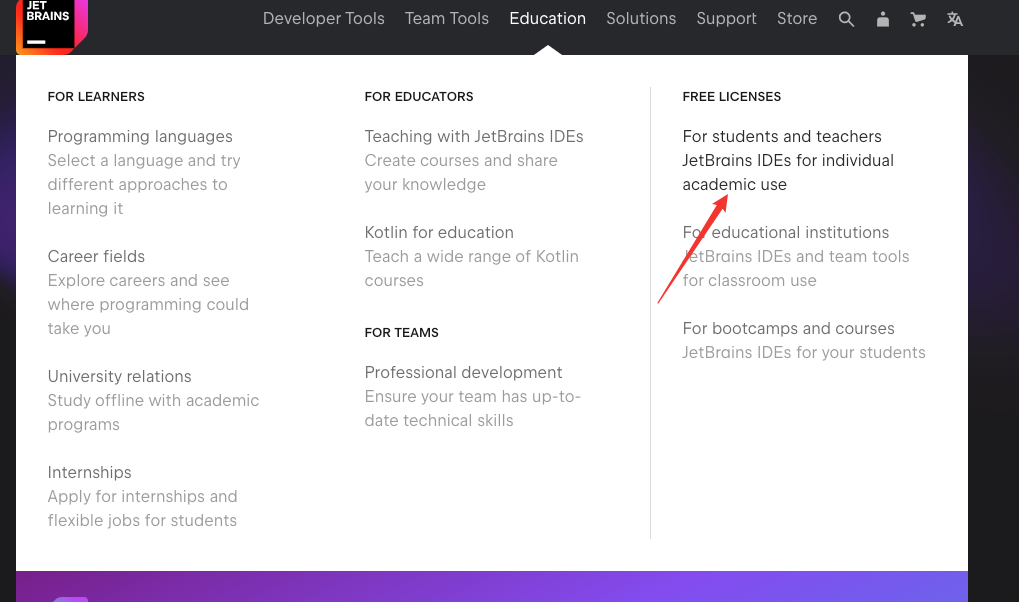 JET
BRAINS
Developer Tools Team Tools Education Solutions Support Store
FOR LEARNERS
Programming languages
Select a language and try
different approaches to
learning it
Career fields
Explore careers and see
where programming could
take you
University relations
Study offline with academic
programs
Internships
Apply for internships and
flexible jobs for students
FOR EDUCATORS
Teaching with JetBrains IDEs
Create courses and share
your knowledge
Kotlin for education
Teach a wide range of Kotlin
courses
FOR TEAMS
Professional development
Ensure your team has up-to-
date technical skills
FREE LICENSES
For students and teachers
JetBrains IDEs for individual
academic use
For educational institutions
JetBrains IDEs and team tools
for classroom use
For bootcamps and courses
JetBrains IDEs for your students